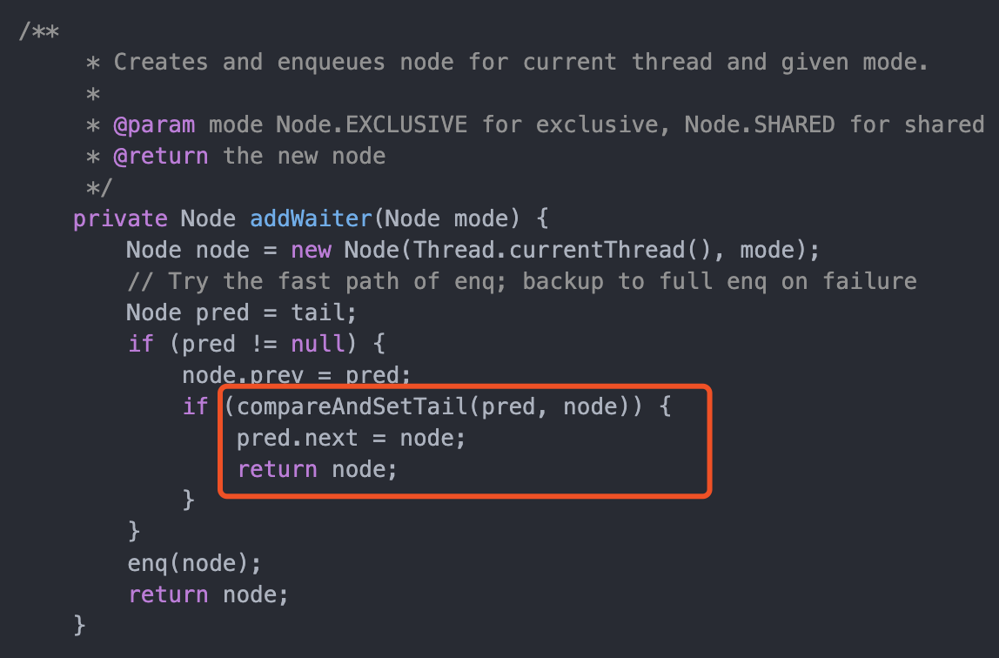 /**
     * Creates and enqueues node for current thread and given mode.
     *
     * @param mode Node.EXCLUSIVE for exclusive, Node.SHARED for shared
     * @return the new node
     */
    private Node addWaiter(Node mode) {
        Node node = new Node(Thread.currentThread(), mode);
        // Try the fast path of enq; backup to full enq on failure
        Node pred = tail;
        if (pred != null) {
            node.prev = pred;
            if (compareAndSetTail(pred, node)) {
                pred.next = node;
                return node;
            }
        }
        enq(node);
        return node;
    }